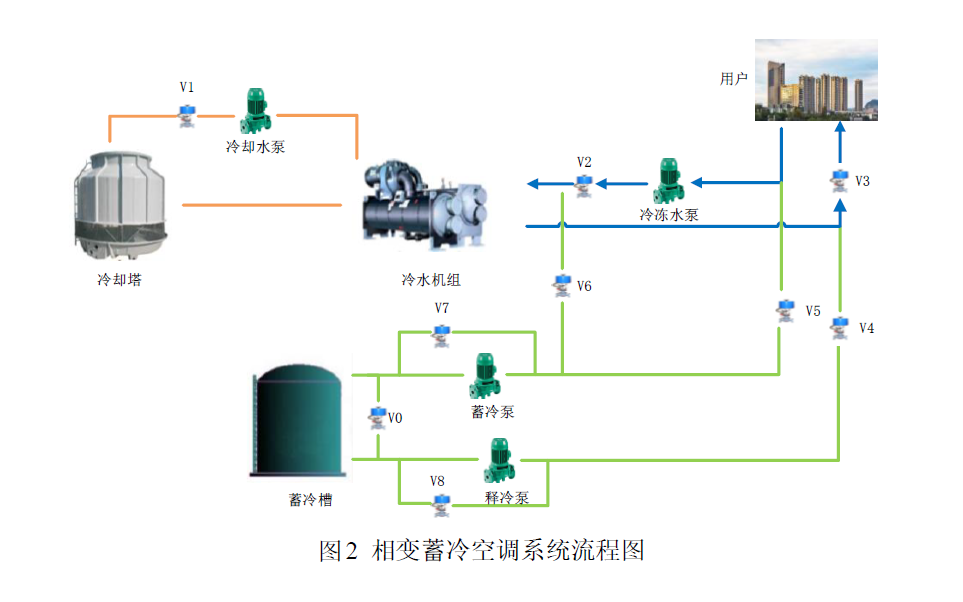 用户
V1
冷却水泵
V2
V3
冷冻水泵
冷却塔
冷水机组
V6
V7
V5
V4
V0
蓄冷泵
V8
蓄冷槽
释冷泵
图2 相变蓄冷空调系统流程图